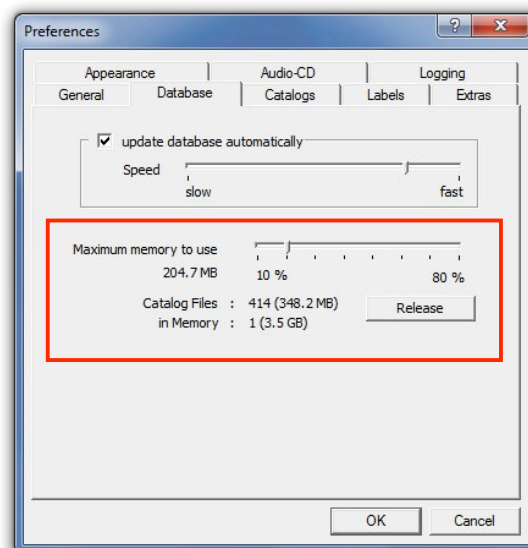 Preferences
?
X
Appearance Audio-CD Logging
General Database Catalogs Labels Extras
update database automatically
Speed
slow fast
Maximum memory to use
204.7 MB 10 % 80 %
Catalog Files : 414 (348.2 MB) Release
in Memory : 1 (3.5 GB)
OK Cancel